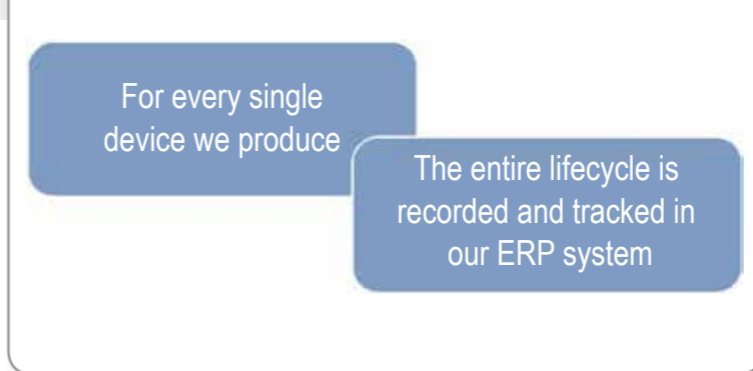 For every single
device we produce
The entire lifecycle is
recorded and tracked in
our ERP system